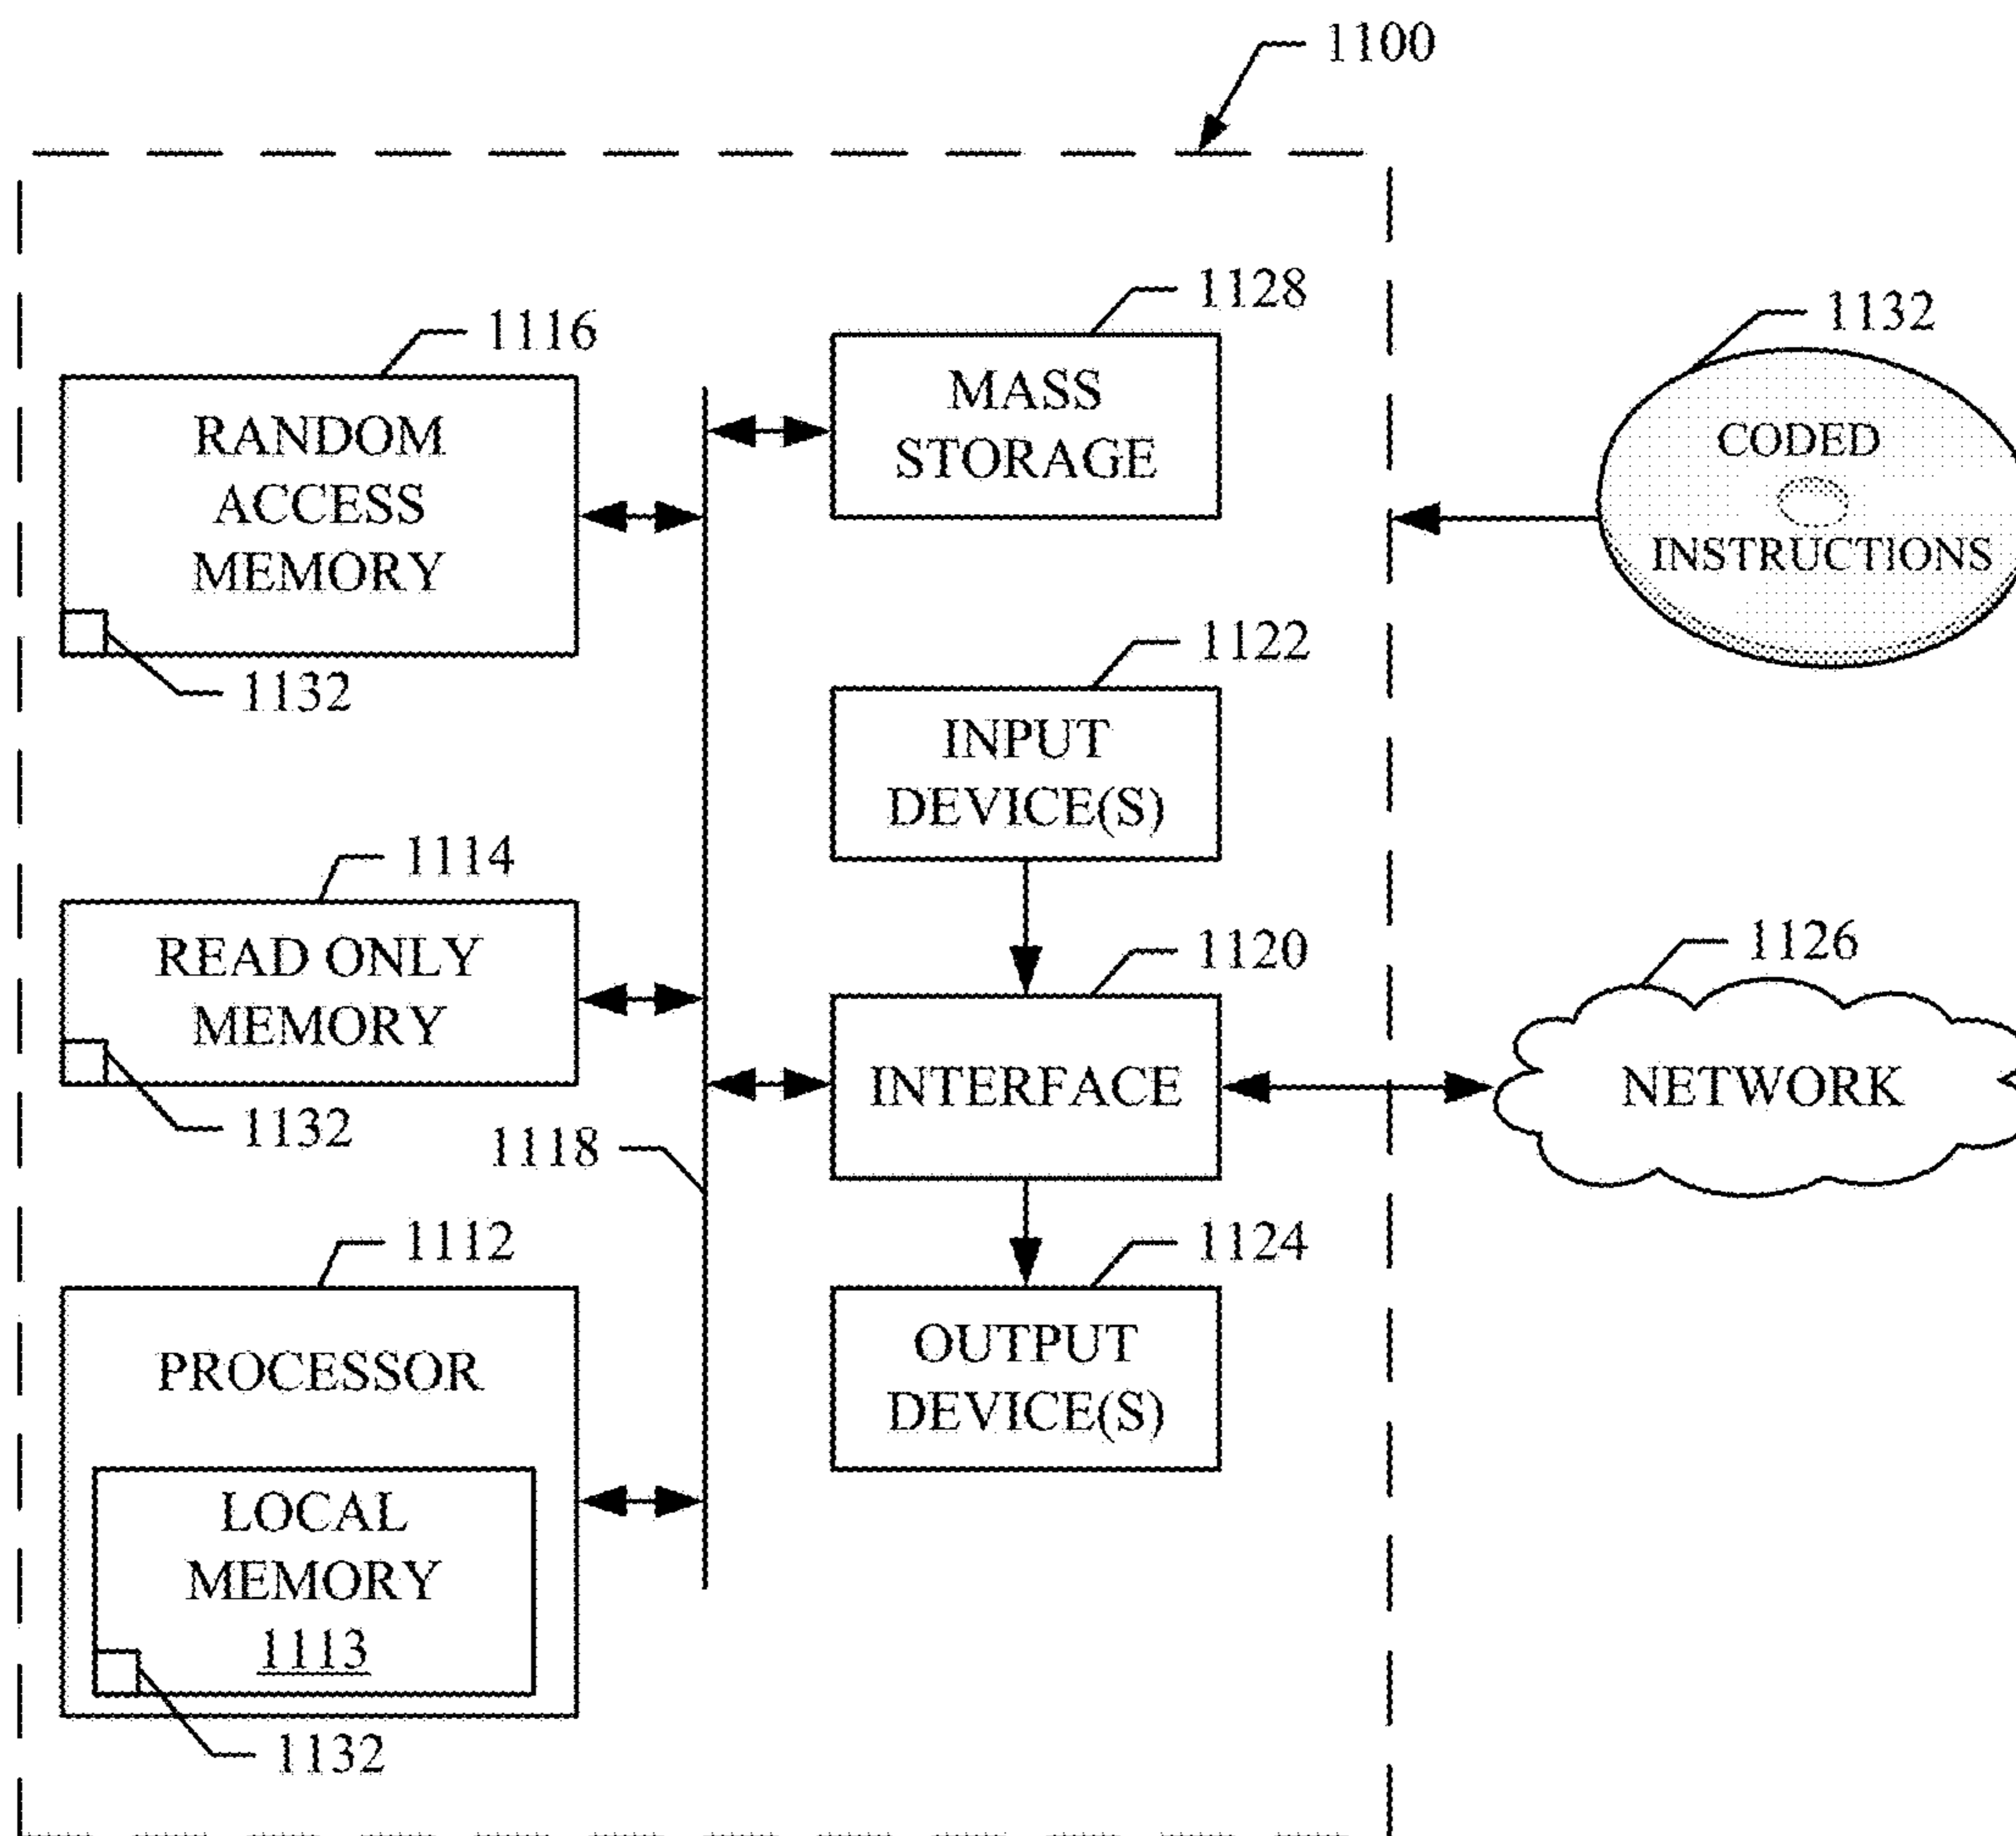 1100
1128
MASS
STORAGE
1116
RANDOM
ACCESS
MEMORY
1132
1132
CODED
INSTRUCTIONS
1122
INPUT
DEVICE(S)
1114
READ ONLY
MEMORY
1132
1118
1120
INTERFACE
1126
NETWORK
1112
PROCESSOR
LOCAL
MEMORY
1113
1132
1124
OUTPUT
DEVICE(S)